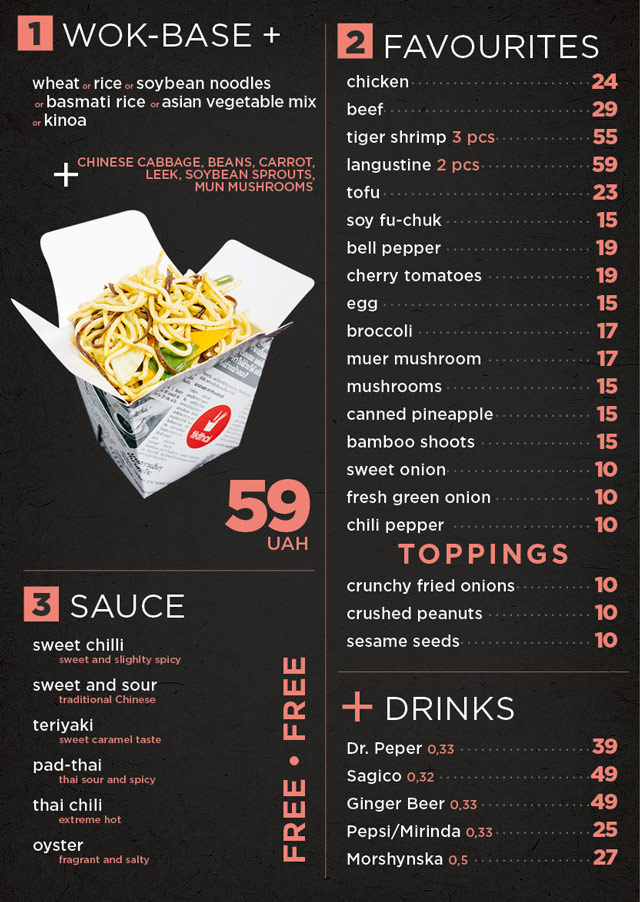 1 WOK-BASE +
wheat or rice or soybean noodles
or basmati rice or asian vegetable mix
or kinoa
+ CHINESE CABBAGE, BEANS, CARROT,
LEEK, SOYBEAN SPROUTS,
MUN MUSHROOMS
59
UAH
3 SAUCE
sweet chilli
sweet and slighlty spicy
sweet and sour
traditional Chinese
teriyaki
sweet caramel taste
pad-thai
thai sour and spicy
thai chili
extreme hot
oyster
fragrant and salty
FREE • FREE
2 FAVOURITES
chicken 24
beef 29
tiger shrimp 3 pcs 55
langustine 2 pcs 59
tofu 23
soy fu-chuk 15
bell pepper 19
cherry tomatoes 19
egg 15
broccoli 17
muer mushroom 17
mushrooms 15
canned pineapple 15
bamboo shoots 15
sweet onion 10
fresh green onion 10
chili pepper 10
TOPPINGS
crunchy fried onions 10
crushed peanuts 10
sesame seeds 10
+ DRINKS
Dr. Peper 0,33 39
Sagico 0,32 49
Ginger Beer 0,33 49
Pepsi/Mirinda 0,33 25
Morshynska 0,5 27